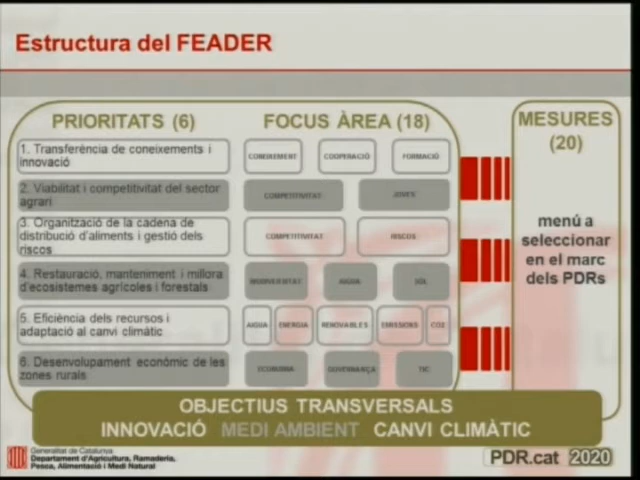 Estructura del FEADER
PRIORITATS (6)
FOCUS ÀREA (18)
MESURES
(20)
1. Transferència de coneixements i
innovació
CONEIXEMENT
COOPERACIÓ
FORMACIÓ
2. Viabilitat i competitivitat del sector
agrari
COMPETITIVITAT
JOVES
3. Organització de la cadena de
distribució d'aliments i gestió dels
riscos
COMPETITIVITAT
RISCOS
4. Restauració, manteniment i millora
d'ecosistemes agrícoles i forestals
BIODIVERSITAT
AIGUA
SÒL
5. Eficiència dels recursos i
adaptació al canvi climàtic
AIGUA
ENERGIA
RENOVABLES
EMISSIONS
CO2
6. Desenvolupament econòmic de les
zones rurals
ECONOMIA
GOVERNANÇA
TIC
menú a
seleccionar
en el marc
dels PDRs
OBJECTIUS TRANSVERSALS
INNOVACIÓ MEDI AMBIENT CANVI CLIMÀTIC
Generalitat de Catalunya
Departament d'Agricultura, Ramaderia,
Pesca, Alimentació i Medi Natural
PDR.cat 2020